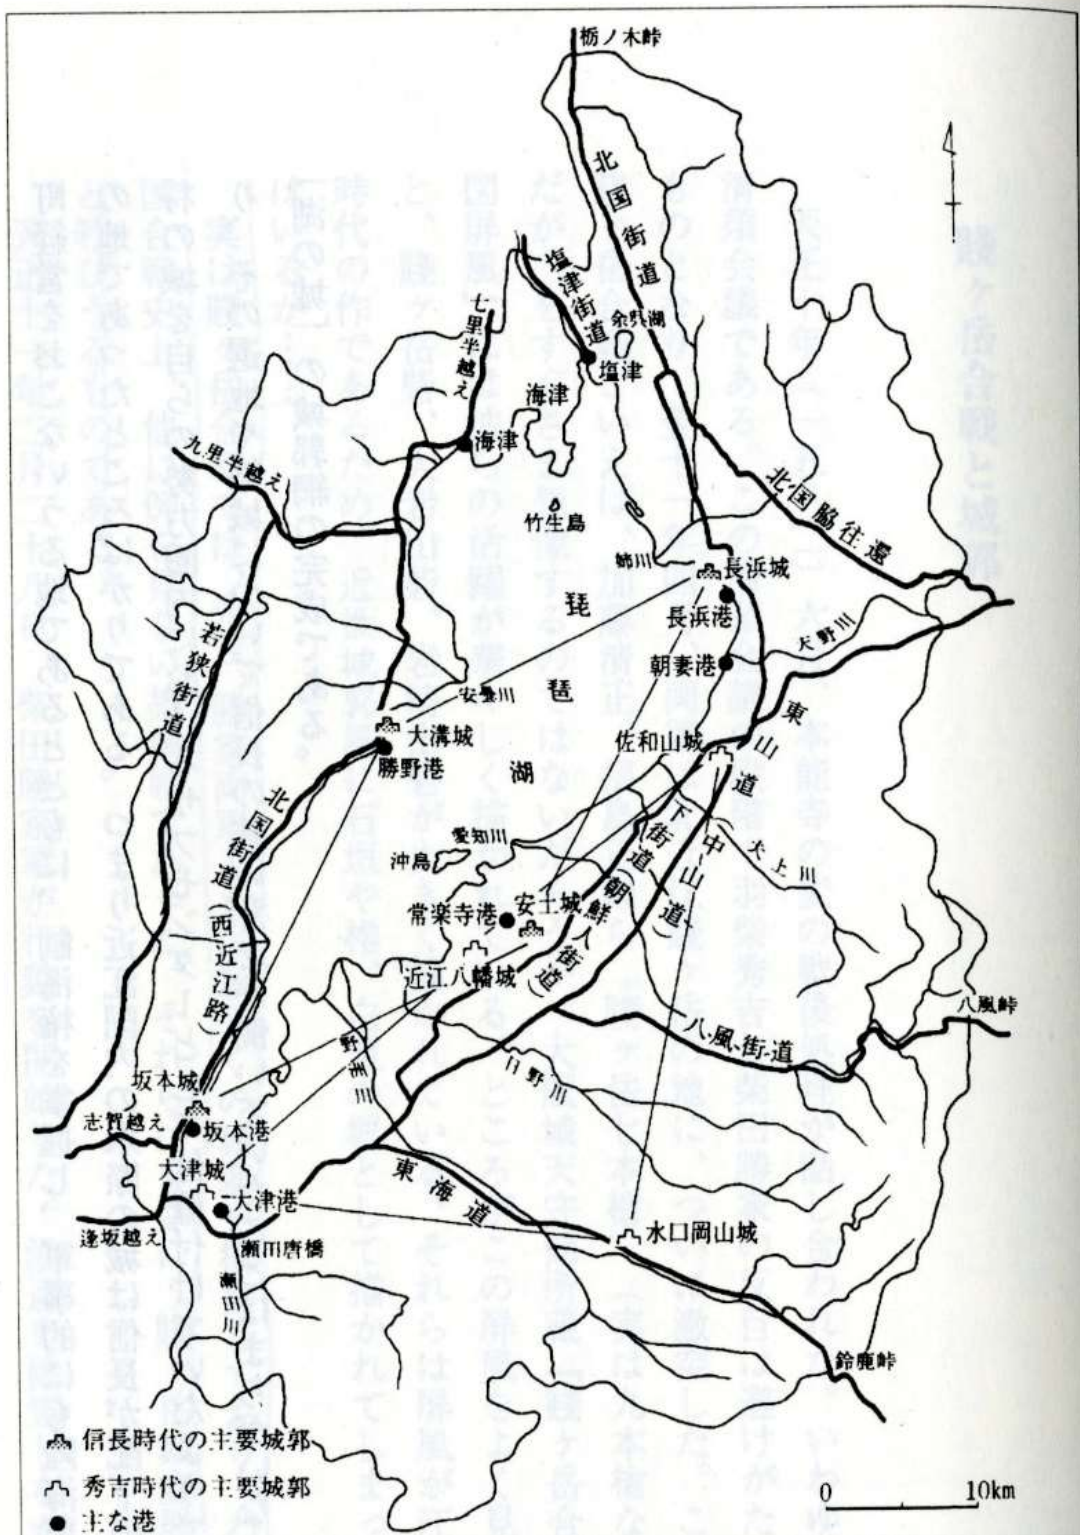 栃ノ木峠
北国街道
塩津街道
余呉湖
塩津
七里半越え
海津
海津
九里半越え
竹生島
姉川
北国脇往還
長浜城
長浜港
天野川
朝妻港
琵
琶
湖
若狭街道
安曇川
大溝城
勝野港
佐和山城
東山道(中山道)
下街道(朝鮮人街道)
犬上川
北国街道(西近江路)
愛知川
沖島
安土城
常楽寺港
近江八幡城
八風峠
八風街道
日野川
坂本城
志賀越え
坂本港
大津城
大津港
東海道
水口岡山城
逢坂越え
瀬田唐橋
瀬田川
鈴鹿峠
信長時代の主要城郭
秀吉時代の主要城郭
主な港
0
10km